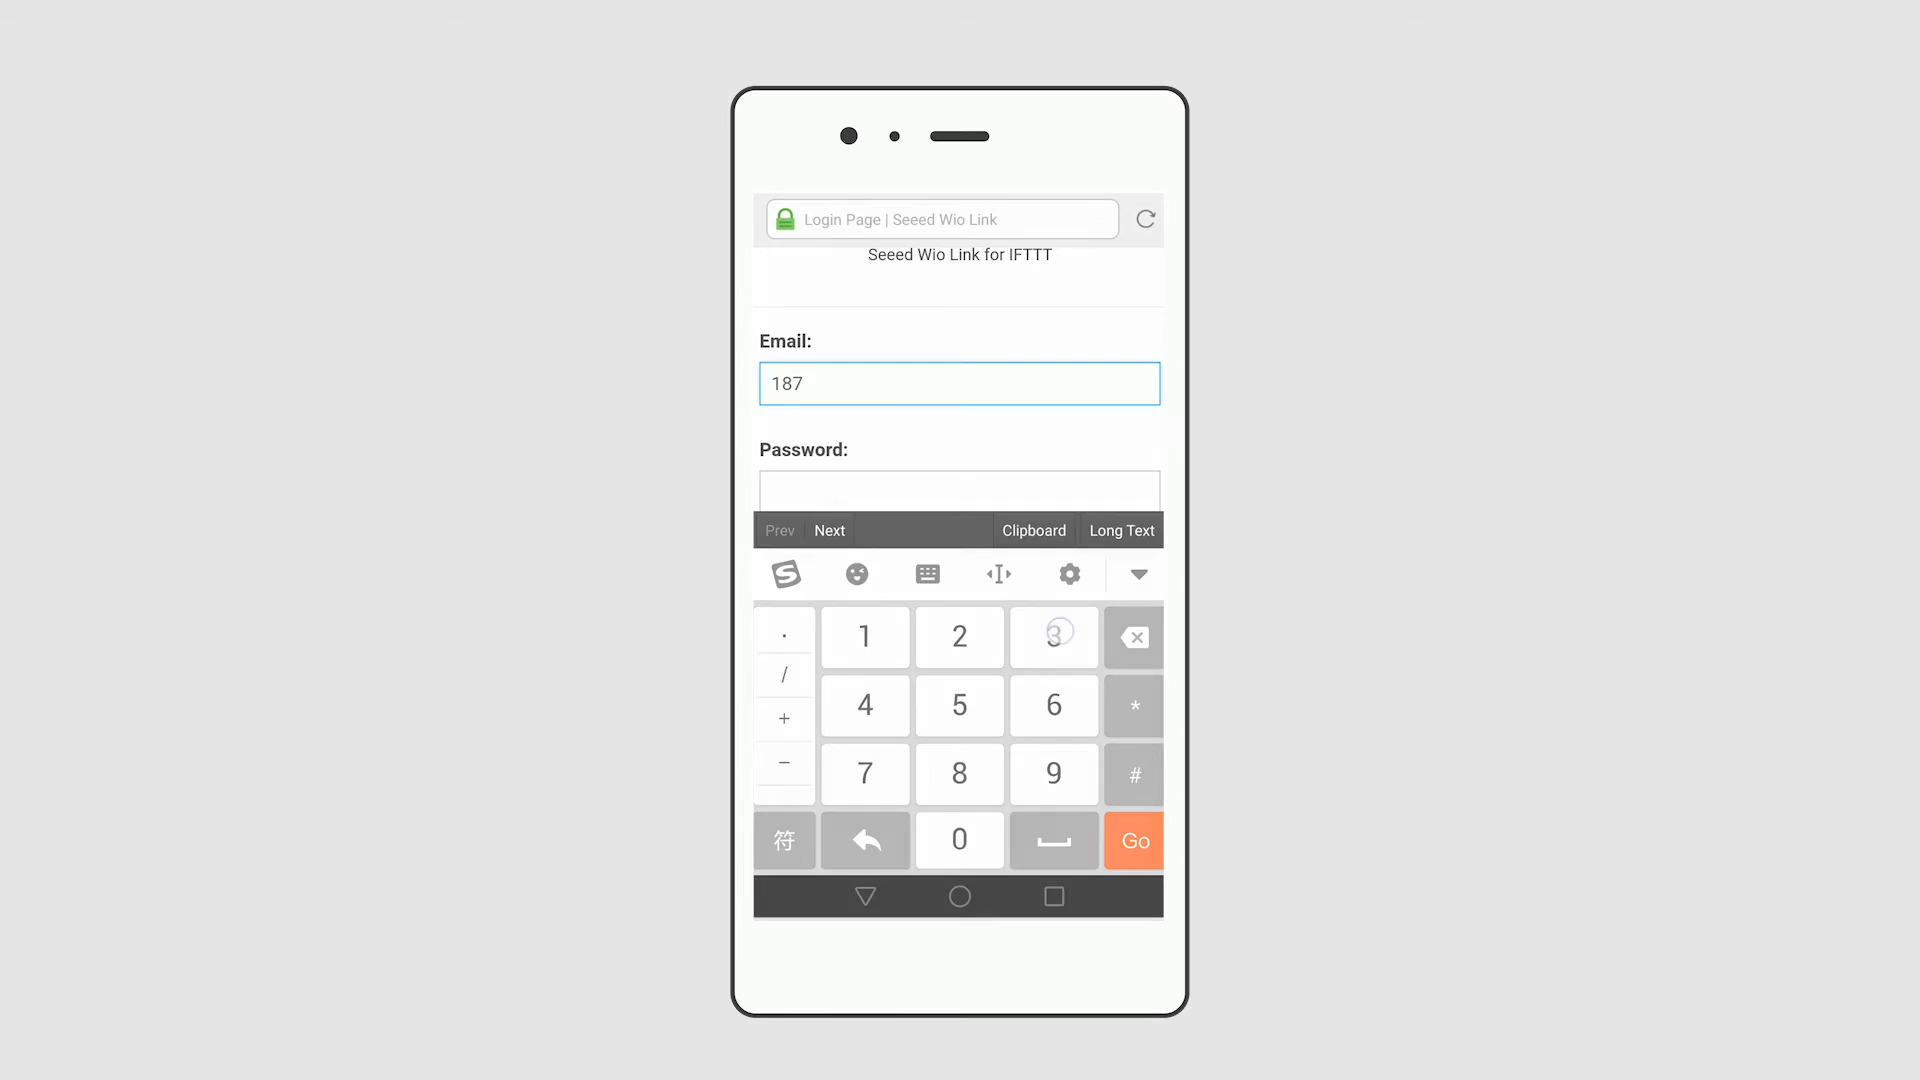 Login Page | Seeed Wio Link
Seeed Wio Link for IFTTT
Email:
187
Password:
Prev Next Clipboard Long Text
. 1 2 3
/
+ 4 5 6 *
- 7 8 9 #
符 0 Go